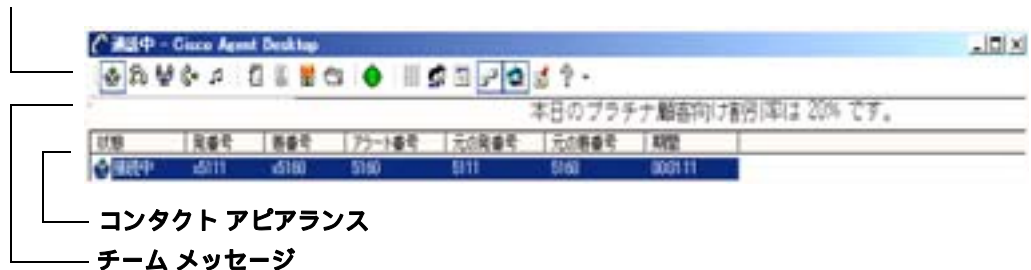 通話中 - Cisco Agent Desktop
本日のプラチナ顧客向け割引率は 20% です。
状態 発番号 着番号 アラート番号 元の発番号 元の着番号 期間
接続中 x5111 x5160 5160 5111 5160 00:01:11
コンタクト アピアランス
チーム メッセージ